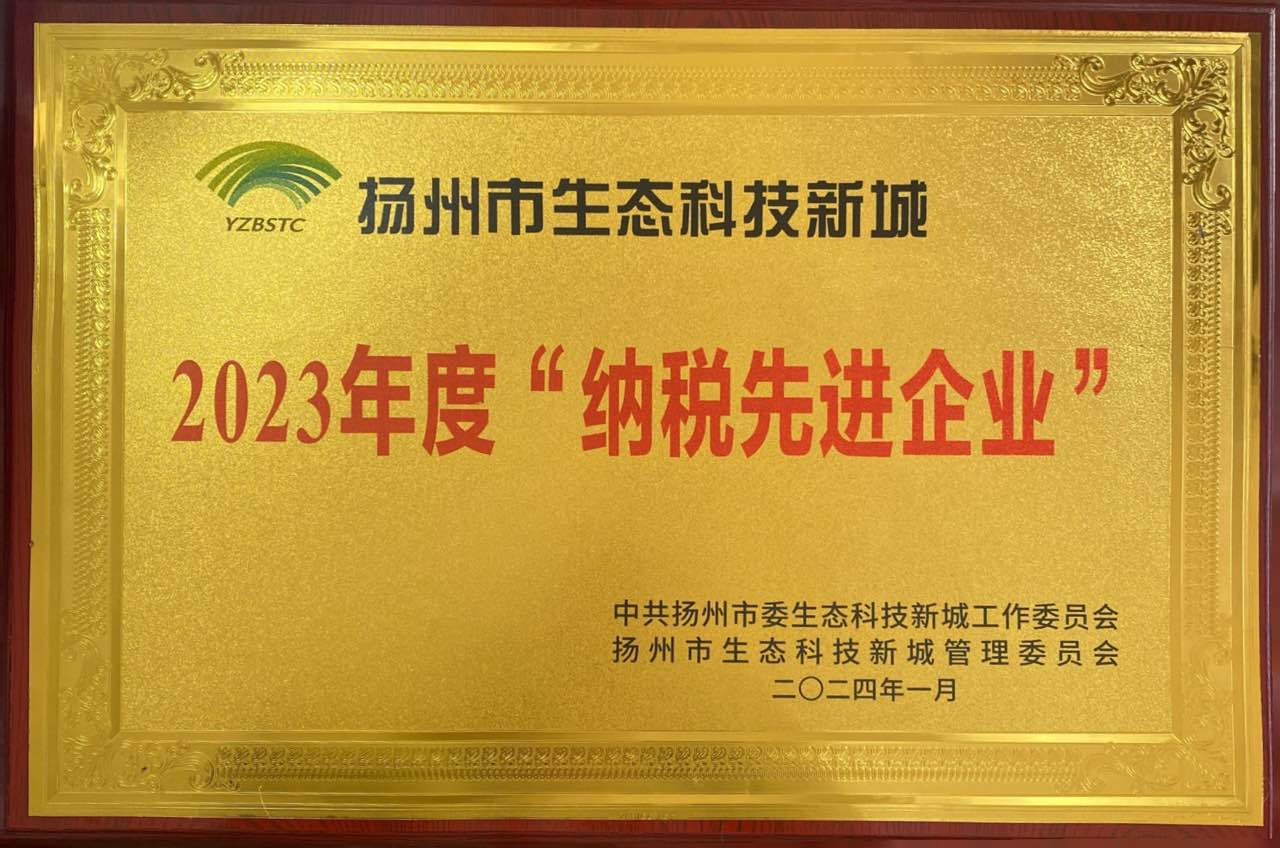 扬州市生态科技新城
YZBSTC
2023年度“纳税先进企业”
中共扬州市委生态科技新城工作委员会
扬州市生态科技新城管理委员会
二〇二四年一月